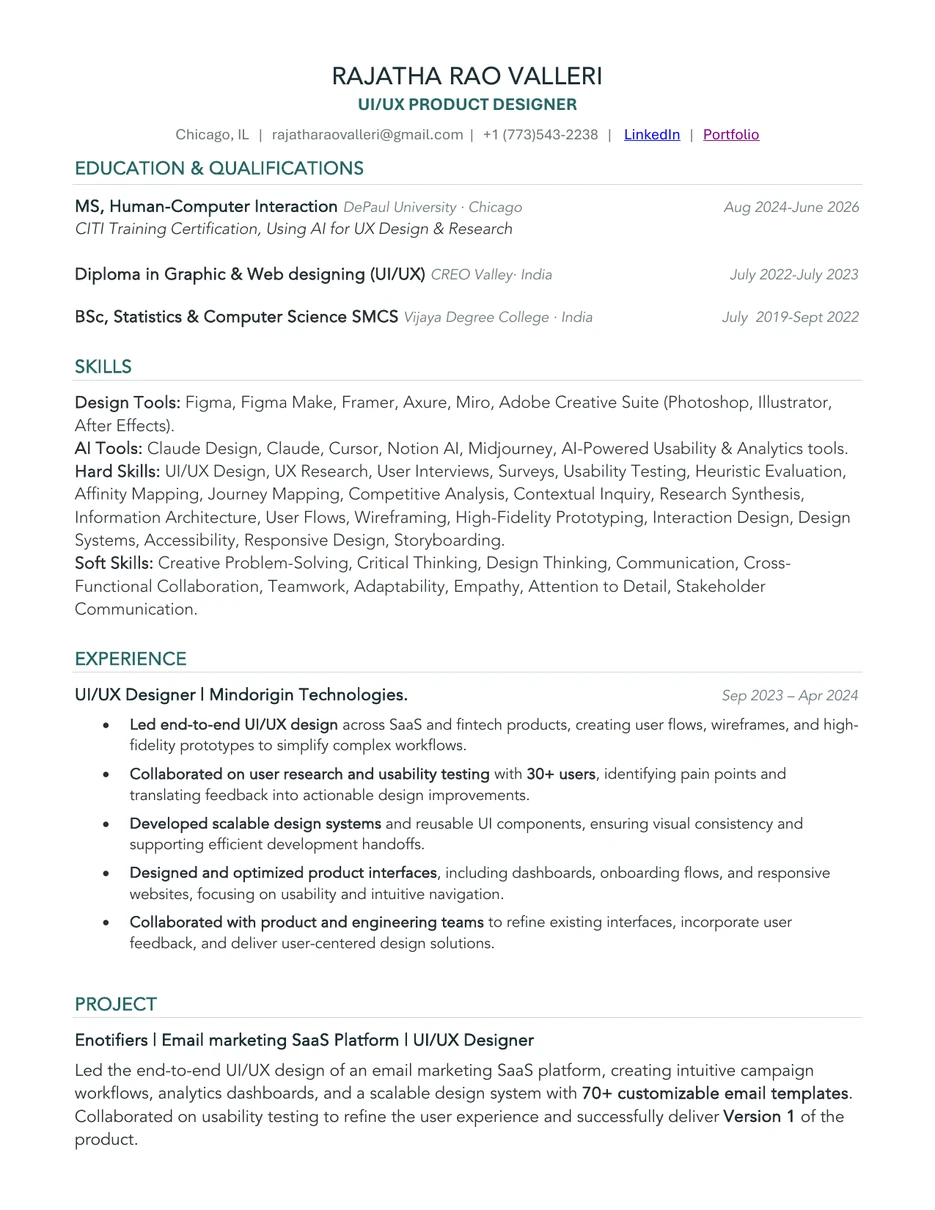 RAJATHA RAO VALLERI
UI/UX PRODUCT DESIGNER
Chicago, IL | rajatharaovalleri@gmail.com | +1 (773)543-2238 | LinkedIn | Portfolio
EDUCATION & QUALIFICATIONS
MS, Human-Computer Interaction DePaul University · Chicago Aug 2024-June 2026
CITI Training Certification, Using AI for UX Design & Research
Diploma in Graphic & Web designing (UI/UX) CREO Valley· India July 2022-July 2023
BSc, Statistics & Computer Science SMCS Vijaya Degree College · India July 2019-Sept 2022
SKILLS
Design Tools: Figma, Figma Make, Framer, Axure, Miro, Adobe Creative Suite (Photoshop, Illustrator,
After Effects).
AI Tools: Claude Design, Claude, Cursor, Notion AI, Midjourney, AI-Powered Usability & Analytics tools.
Hard Skills: UI/UX Design, UX Research, User Interviews, Surveys, Usability Testing, Heuristic Evaluation,
Affinity Mapping, Journey Mapping, Competitive Analysis, Contextual Inquiry, Research Synthesis,
Information Architecture, User Flows, Wireframing, High-Fidelity Prototyping, Interaction Design, Design
Systems, Accessibility, Responsive Design, Storyboarding.
Soft Skills: Creative Problem-Solving, Critical Thinking, Design Thinking, Communication, Cross-
Functional Collaboration, Teamwork, Adaptability, Empathy, Attention to Detail, Stakeholder
Communication.
EXPERIENCE
UI/UX Designer | Mindorigin Technologies. Sep 2023 – Apr 2024
• Led end-to-end UI/UX design across SaaS and fintech products, creating user flows, wireframes, and high-
fidelity prototypes to simplify complex workflows.
• Collaborated on user research and usability testing with 30+ users, identifying pain points and
translating feedback into actionable design improvements.
• Developed scalable design systems and reusable UI components, ensuring visual consistency and
supporting efficient development handoffs.
• Designed and optimized product interfaces, including dashboards, onboarding flows, and responsive
websites, focusing on usability and intuitive navigation.
• Collaborated with product and engineering teams to refine existing interfaces, incorporate user
feedback, and deliver user-centered design solutions.
PROJECT
Enotifiers | Email marketing SaaS Platform | UI/UX Designer
Led the end-to-end UI/UX design of an email marketing SaaS platform, creating intuitive campaign
workflows, analytics dashboards, and a scalable design system with 70+ customizable email templates.
Collaborated on usability testing to refine the user experience and successfully deliver Version 1 of the
product.